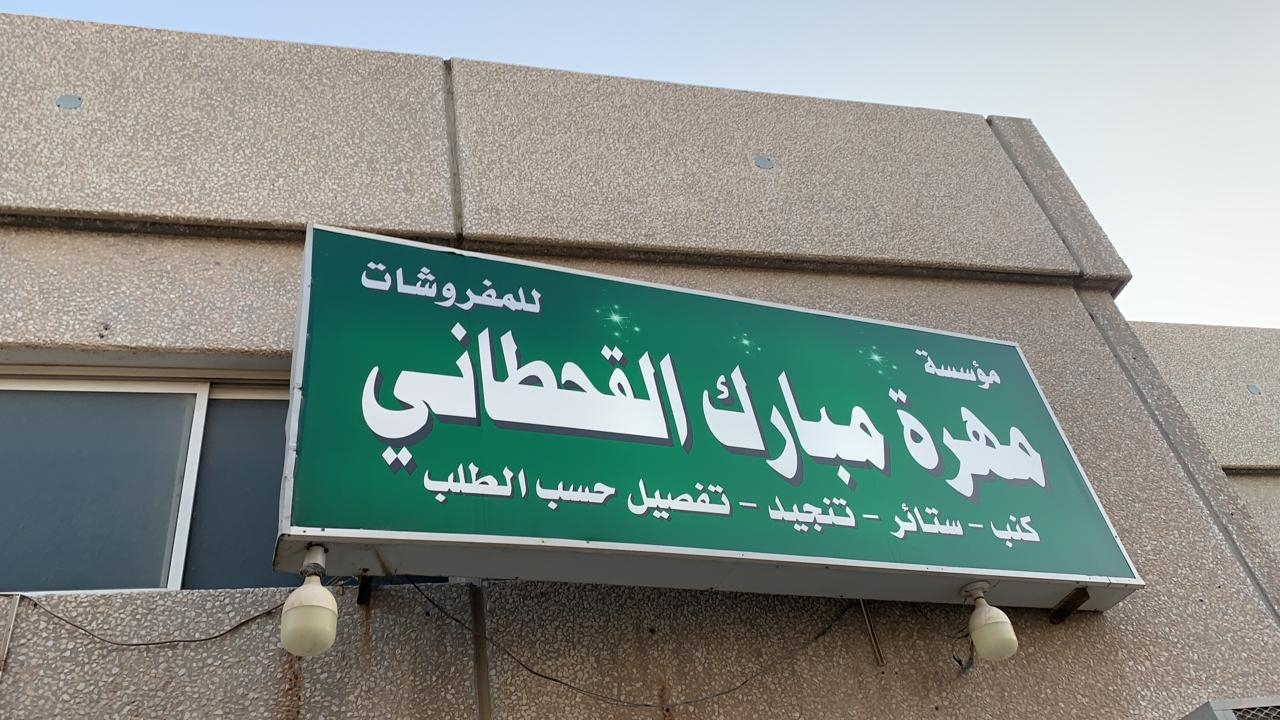 مؤسسة
مهرة مبارك القحطاني
للمفروشات
كنب - ستائر - تنجيد - تفصيل حسب الطلب